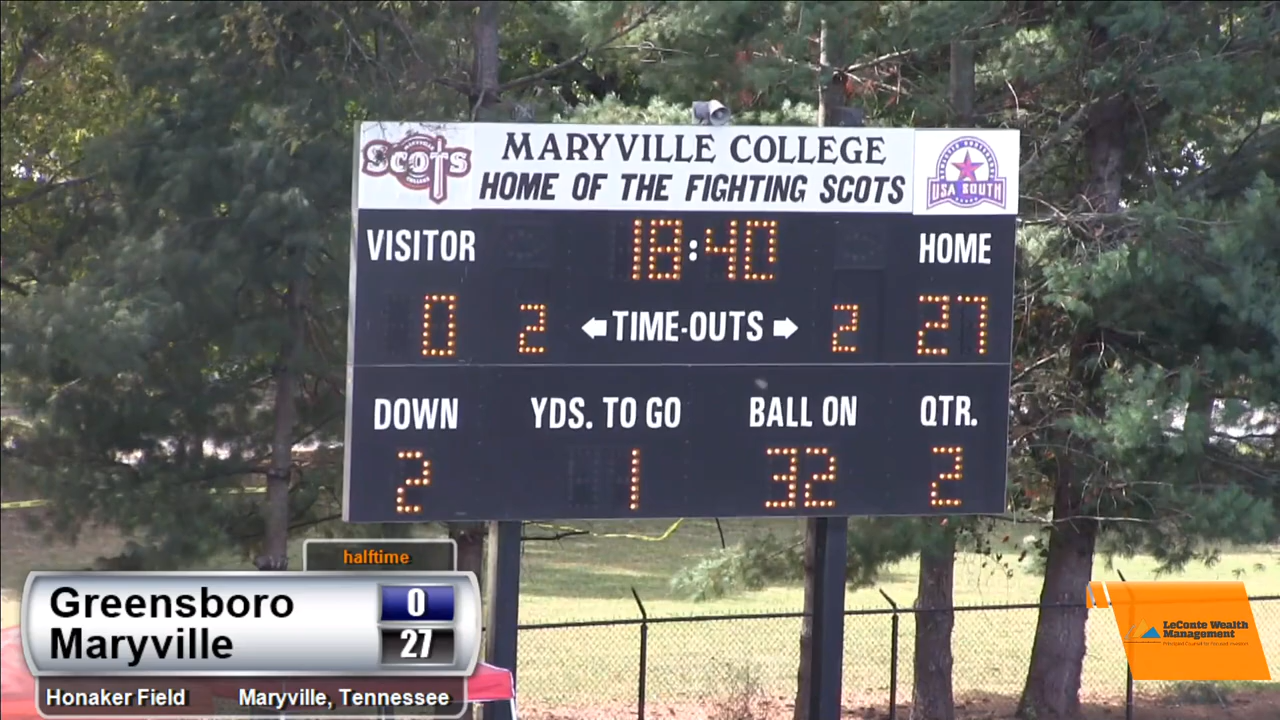 SCOTS
MARYVILLE COLLEGE
HOME OF THE FIGHTING SCOTS
USA SOUTH
VISITOR
18:40
HOME
0
2
TIME-OUTS
2
27
DOWN
YDS. TO GO
BALL ON
QTR.
2
1
32
2
halftime
Greensboro 0
Maryville 27
Honaker Field Maryville, Tennessee
LeConte Wealth
Management